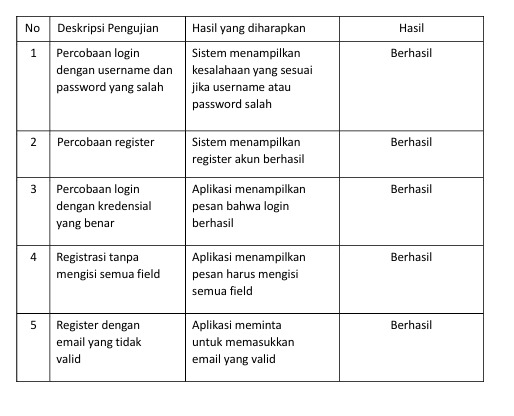 No Deskripsi Pengujian Hasil yang diharapkan Hasil
1 Percobaan login Sistem menampilkan Berhasil
dengan username dan kesalahaan yang sesuai
password yang salah jika username atau
password salah
2 Percobaan register Sistem menampilkan Berhasil
register akun berhasil
3 Percobaan login Aplikasi menampilkan Berhasil
dengan kredensial pesan bahwa login
yang benar berhasil
4 Registrasi tanpa Aplikasi menampilkan Berhasil
mengisi semua field pesan harus mengisi
semua field
5 Register dengan Aplikasi meminta Berhasil
email yang tidak untuk memasukkan
valid email yang valid